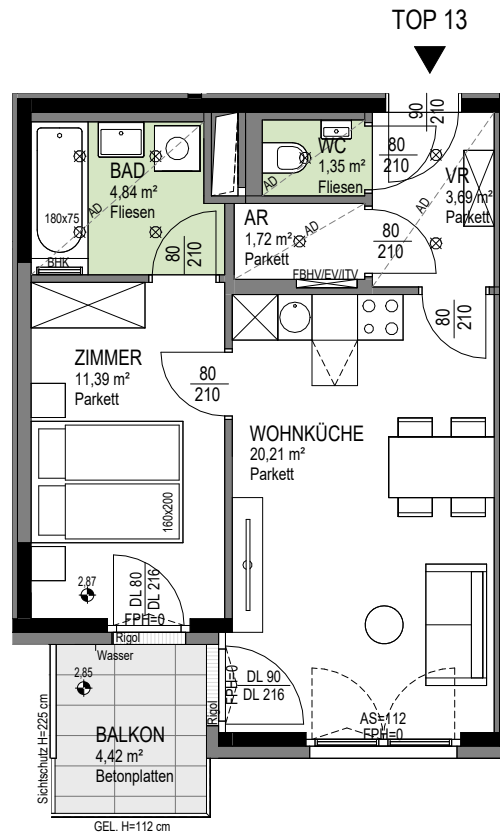 TOP 13
90
210
WC
1,35 m²
Fliesen
AD
80
210
VR
3,69 m²
Parkett
AD
BAD
4,84 m²
Fliesen
180x75
AD
BHK
80
210
AR
1,72 m²
Parkett
AD
FBHV/EV/ITV
80
210
80
210
ZIMMER
11,39 m²
Parkett
80
210
WOHNKÜCHE
20,21 m²
Parkett
160x200
2,87
DL 80
DL 216
FPH=0
Rigol
Wasser
2,85
FPH=0
DL 90
DL 216
Rigol
AS=112
FPH=0
BALKON
4,42 m²
Betonplatten
Sichtschutz H=225 cm
GEL. H=112 cm